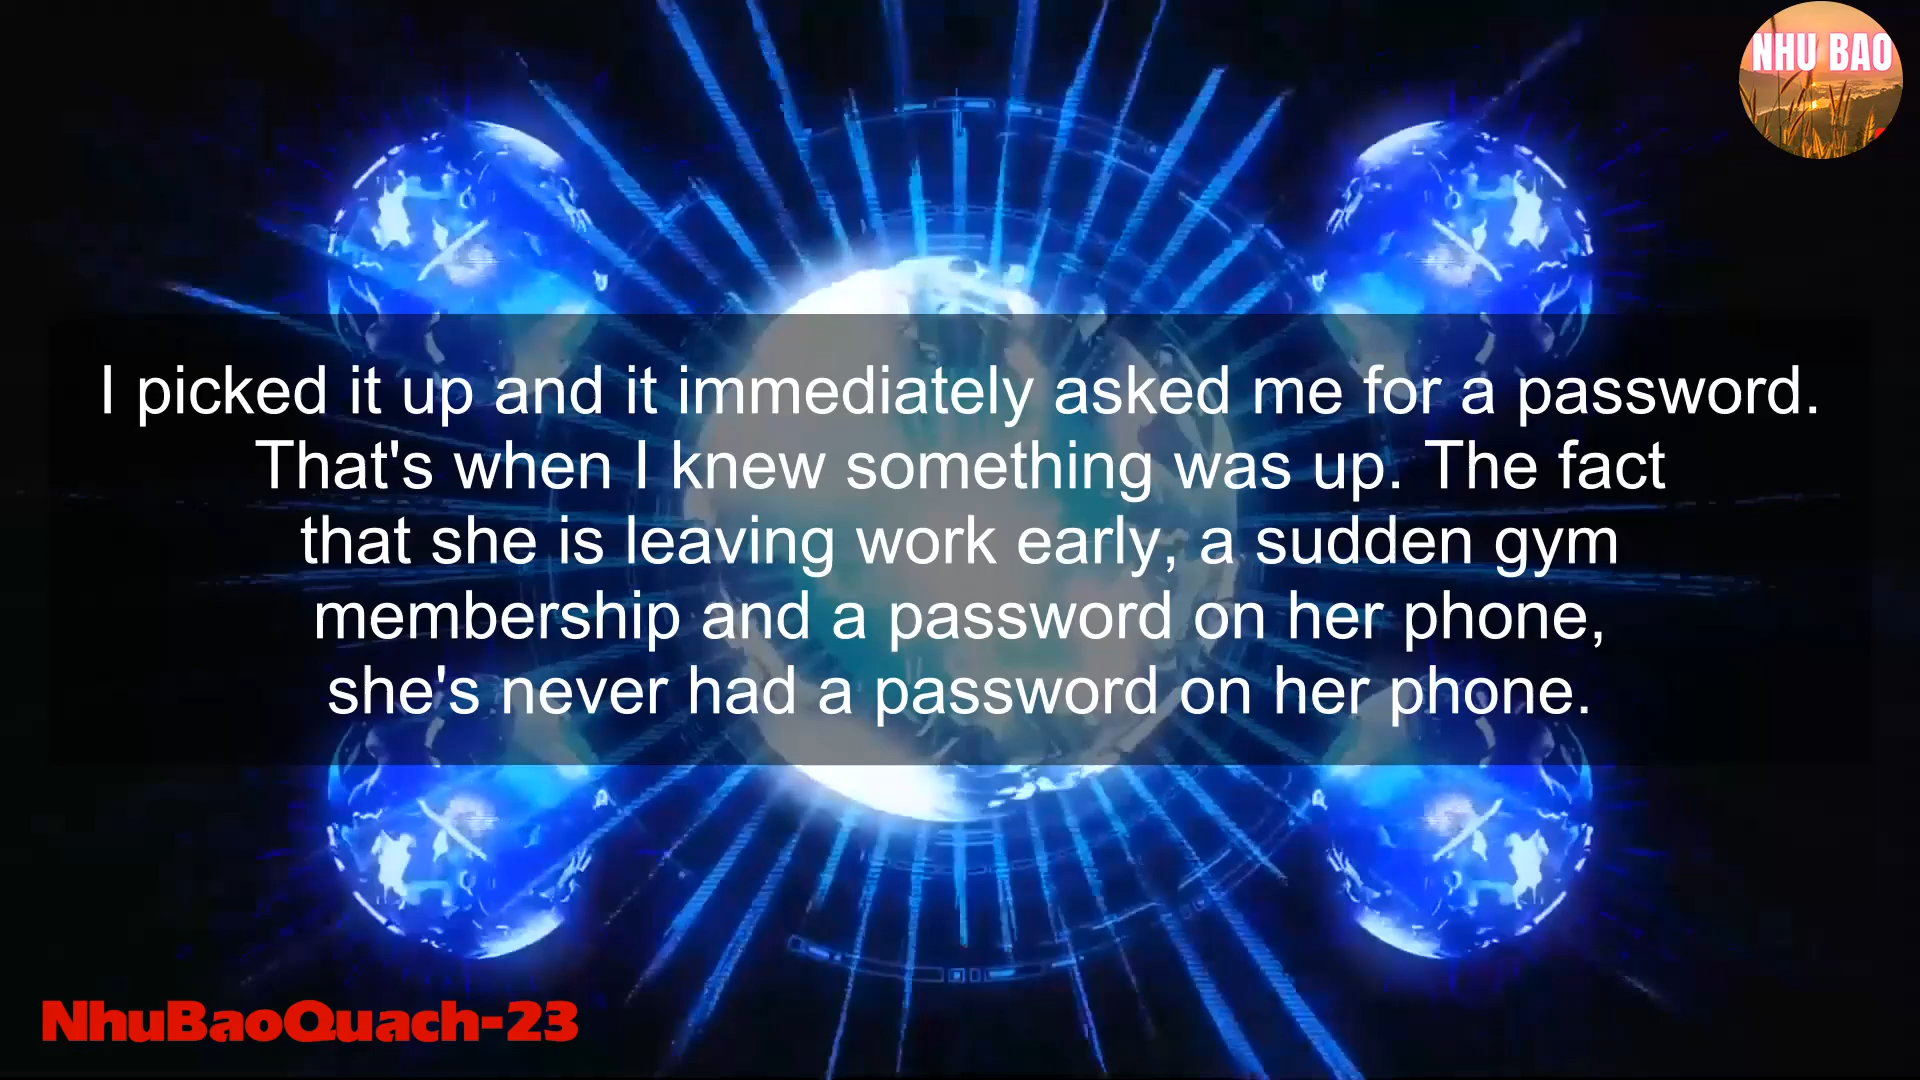 NHU BAO
I picked it up and it immediately asked me for a password.
That's when I knew something was up. The fact
that she is leaving work early, a sudden gym
membership and a password on her phone,
she's never had a password on her phone.
NhuBaoQuach-23